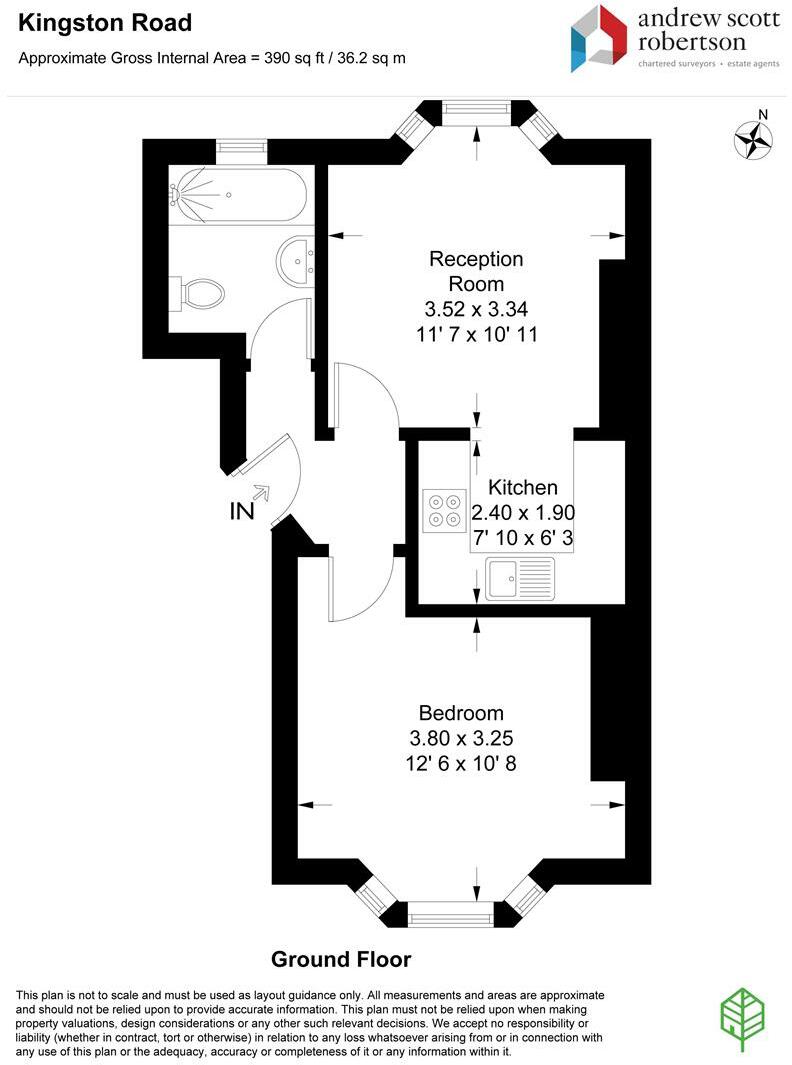 Kingston Road
Approximate Gross Internal Area = 390 sq ft / 36.2 sq m
andrew scott
robertson
chartered surveyors • estate agents
N
Reception
Room
3.52 x 3.34
11' 7 x 10' 11
IN
Kitchen
2.40 x 1.90
7' 10 x 6' 3
Bedroom
3.80 x 3.25
12' 6 x 10' 8
Ground Floor
This plan is not to scale and must be used as layout guidance only. All measurements and areas are approximate
and should not be relied upon to provide accurate information. This plan must not be relied upon when making
property valuations, design considerations or any other such relevant decisions. We accept no responsibility or
liability (whether in contract, tort or otherwise) in relation to any loss whatsoever arising from or in connection with
any use of this plan or the adequacy, accuracy or completeness of it or any information within it.